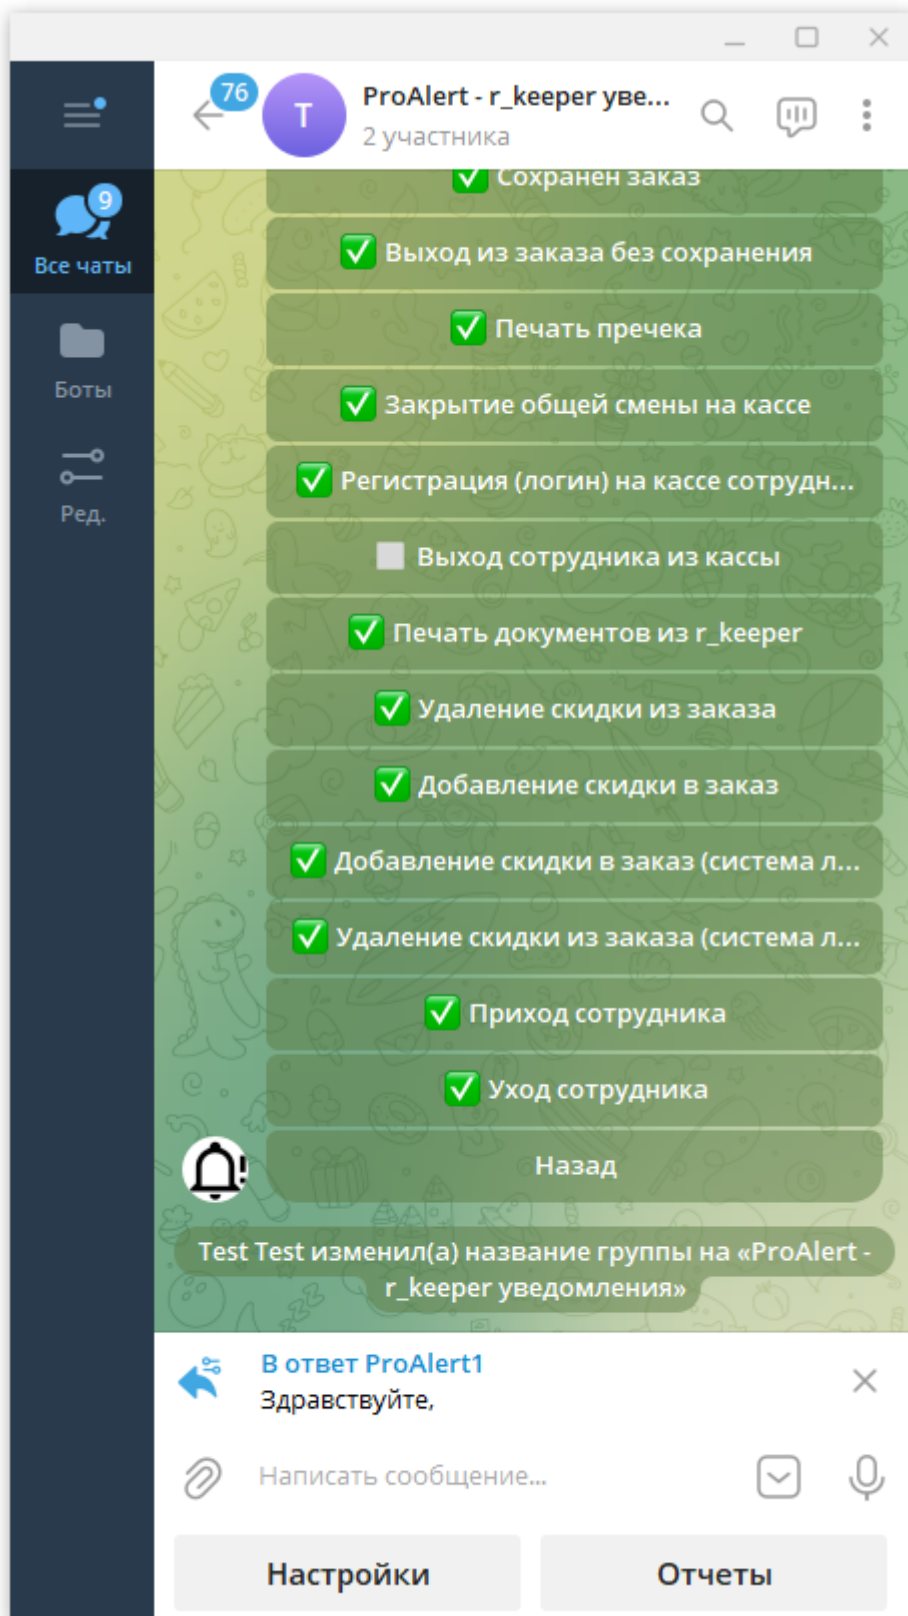 76
T
ProAlert - r_keeper уве...
2 участника
9
Все чаты
Боты
Ред.
Сохранен заказ
Выход из заказа без сохранения
Печать пречека
Закрытие общей смены на кассе
Регистрация (логин) на кассе сотрудн...
Выход сотрудника из кассы
Печать документов из r_keeper
Удаление скидки из заказа
Добавление скидки в заказ
Добавление скидки в заказ (система л...
Удаление скидки из заказа (система л...
Приход сотрудника
Уход сотрудника
Назад
Test Test изменил(а) название группы на «ProAlert -
r_keeper уведомления»
В ответ ProAlert1
Здравствуйте,
Написать сообщение...
Настройки
Отчеты